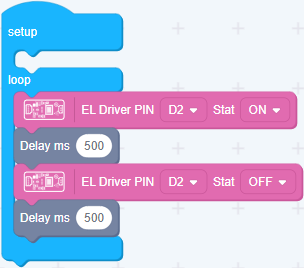 setup
loop
EL Driver PIN D2 Stat ON
Delay ms 500
EL Driver PIN D2 Stat OFF
Delay ms 500